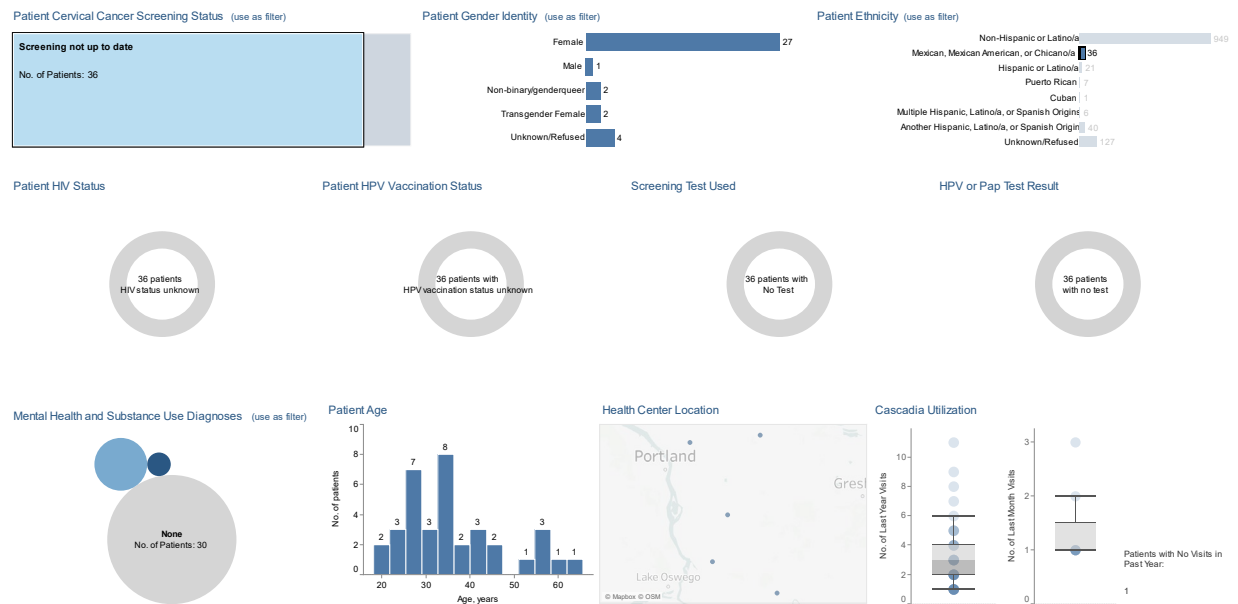 Patient Cervical Cancer Screening Status (use as filter)
Screening not up to date
No. of Patients: 36
Patient Gender Identity (use as filter)
Female 27
Male 1
Non-binary/genderqueer 2
Transgender Female 2
Unknown/Refused 4
Patient Ethnicity (use as filter)
Non-Hispanic or Latino/a 949
Mexican, Mexican American, or Chicano/a 36
Hispanic or Latino/a 21
Puerto Rican 7
Cuban 1
Multiple Hispanic, Latino/a, or Spanish Origins 6
Another Hispanic, Latino/a, or Spanish Origin 40
Unknown/Refused 127
Patient HIV Status
36 patients
HIV status unknown
Patient HPV Vaccination Status
36 patients with
HPV vaccination status unknown
Screening Test Used
36 patients with
No Test
HPV or Pap Test Result
36 patients
with no test
Mental Health and Substance Use Diagnoses (use as filter)
None
No. of Patients: 30
Patient Age
No. of patients
10
8
6
4
2
0
2 3 7 3 8 2 3 2 1 3 1 1
20 30 40 50 60
Age, years
Health Center Location
Portland
Gresh
Lake Oswego
© Mapbox © OSM
Cascadia Utilization
No. of Last Year Visits
10
8
6
4
2
0
No. of Last Month Visits
3
2
1
0
Patients with No Visits in
Past Year:
1